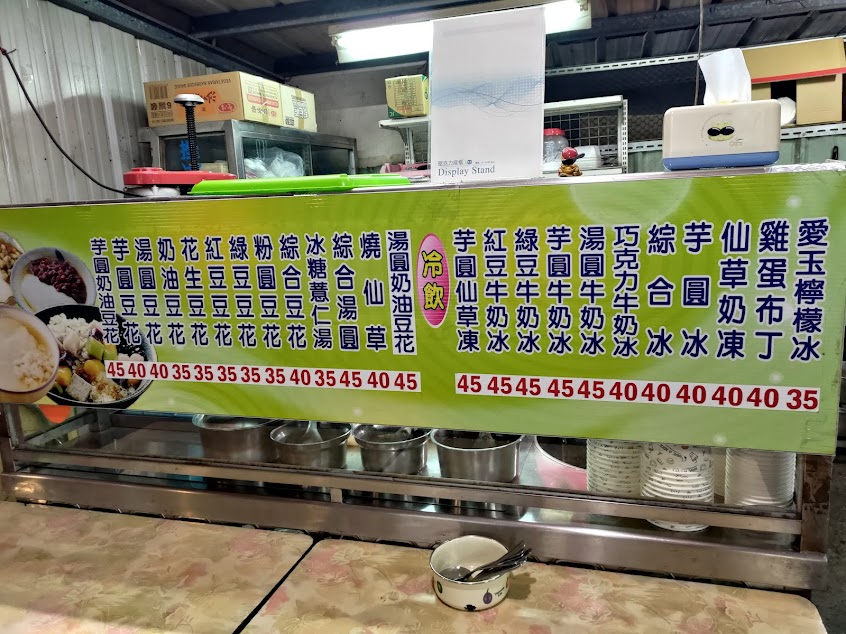 Display Stand
芋圓奶油豆花
芋圓豆花
湯圓豆花
奶油豆花
花生豆花
紅豆豆花
綠豆豆花
粉圓豆花
綜合豆花
冰糖薏仁湯
綜合湯圓
燒仙草
湯圓奶油豆花
45 40 40 35 35 35 35 35 40 35 45 40 45
冷飲
芋圓仙草凍
紅豆牛奶冰
綠豆牛奶冰
芋圓牛奶冰
湯圓牛奶冰
巧克力牛奶冰
綜合冰
芋圓冰
仙草奶凍
雞蛋布丁
愛玉檸檬冰
45 45 45 45 45 40 40 40 40 40 35